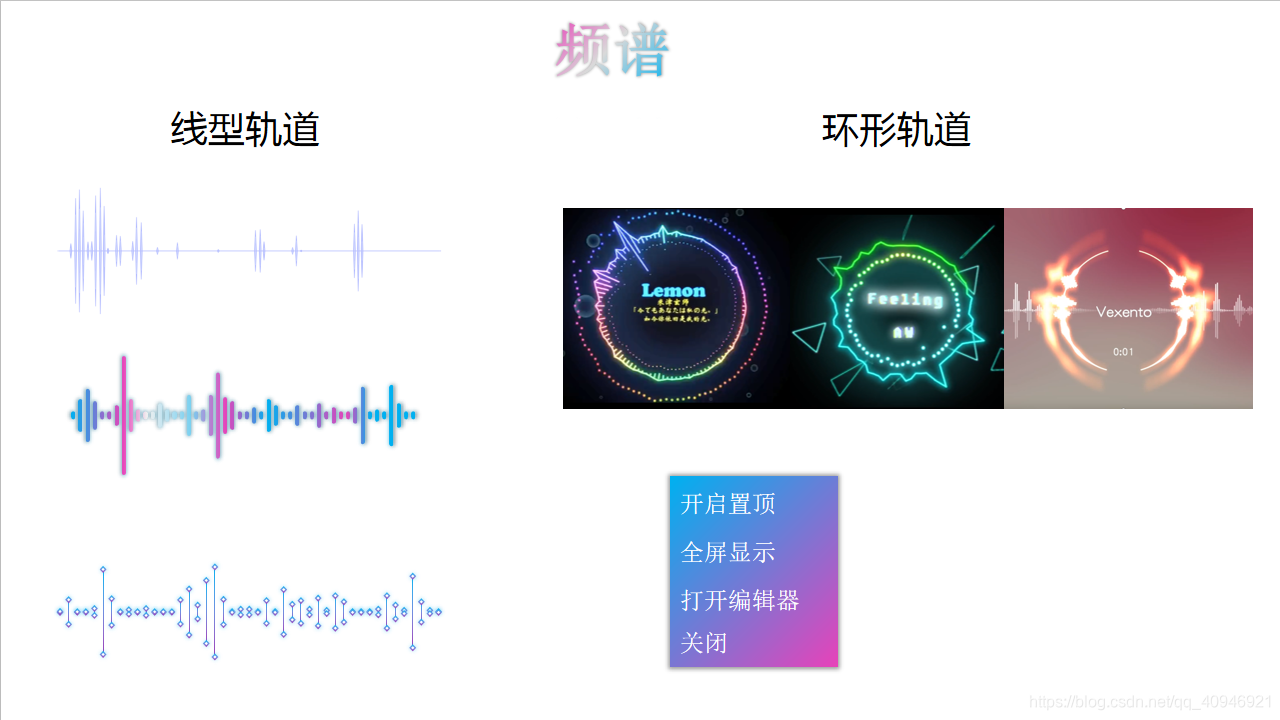 频谱
线型轨道
环形轨道
Lemon
米津玄师
Feeling
AW
Vexento
0:01
开启置顶
全屏显示
打开编辑器
关闭
https://blog.csdn.net/qq_40946921